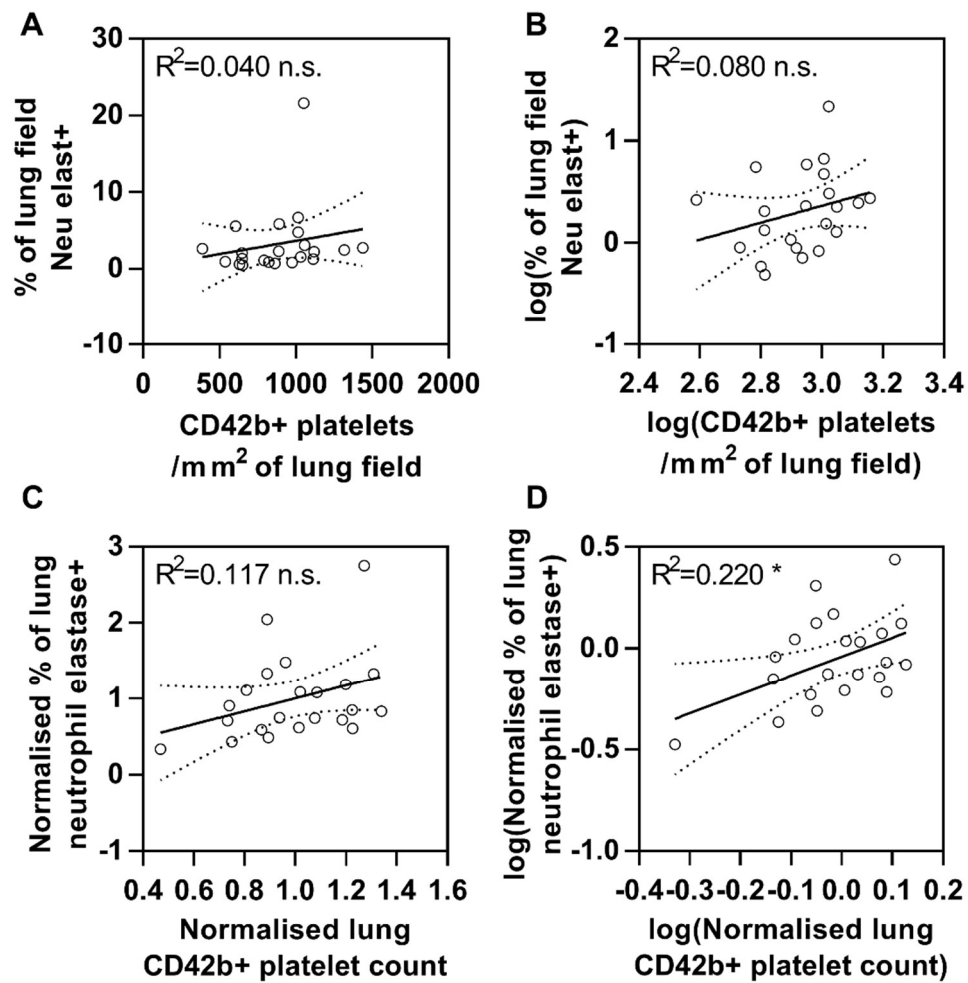 A
R²=0.040 n.s.
% of lung field
Neu elast+
30
20
10
0
-10
0 500 1000 1500 2000
CD42b+ platelets
/mm² of lung field
B
R²=0.080 n.s.
log(% of lung field
Neu elast+)
2
1
0
-1
2.4 2.6 2.8 3.0 3.2 3.4
log(CD42b+ platelets
/mm² of lung field)
C
R²=0.117 n.s.
Normalised % of lung
neutrophil elastase+
3
2
1
0
-1
0.4 0.6 0.8 1.0 1.2 1.4 1.6
Normalised lung
CD42b+ platelet count
D
R²=0.220 *
log(Normalised % of lung
neutrophil elastase+)
0.5
0.0
-0.5
-1.0
-0.4 -0.3 -0.2 -0.1 0.0 0.1 0.2
log(Normalised lung
CD42b+ platelet count)